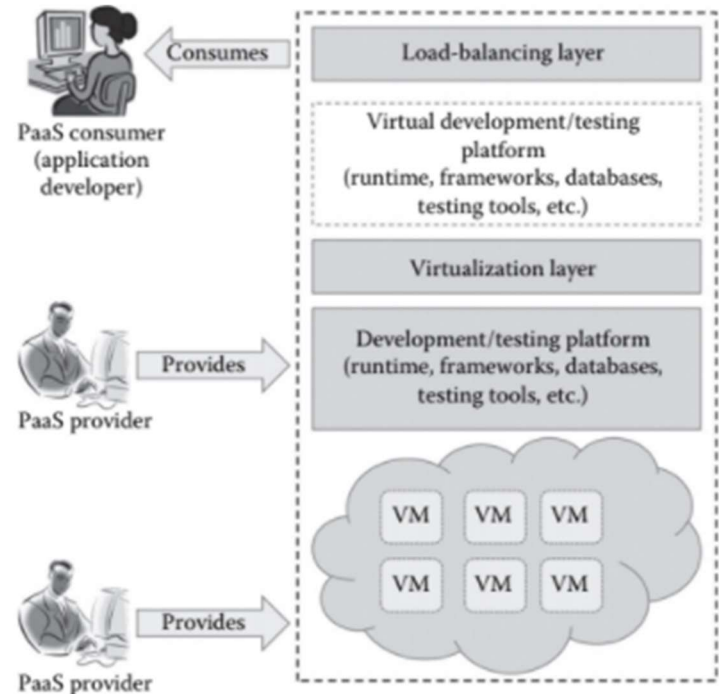 Consumes
PaaS consumer
(application
developer)
Load-balancing layer
Virtual development/testing
platform
(runtime, frameworks, databases,
testing tools, etc.)
Virtualization layer
Provides
PaaS provider
Development/testing platform
(runtime, frameworks, databases,
testing tools, etc.)
VM VM VM
VM VM VM
Provides
PaaS provider